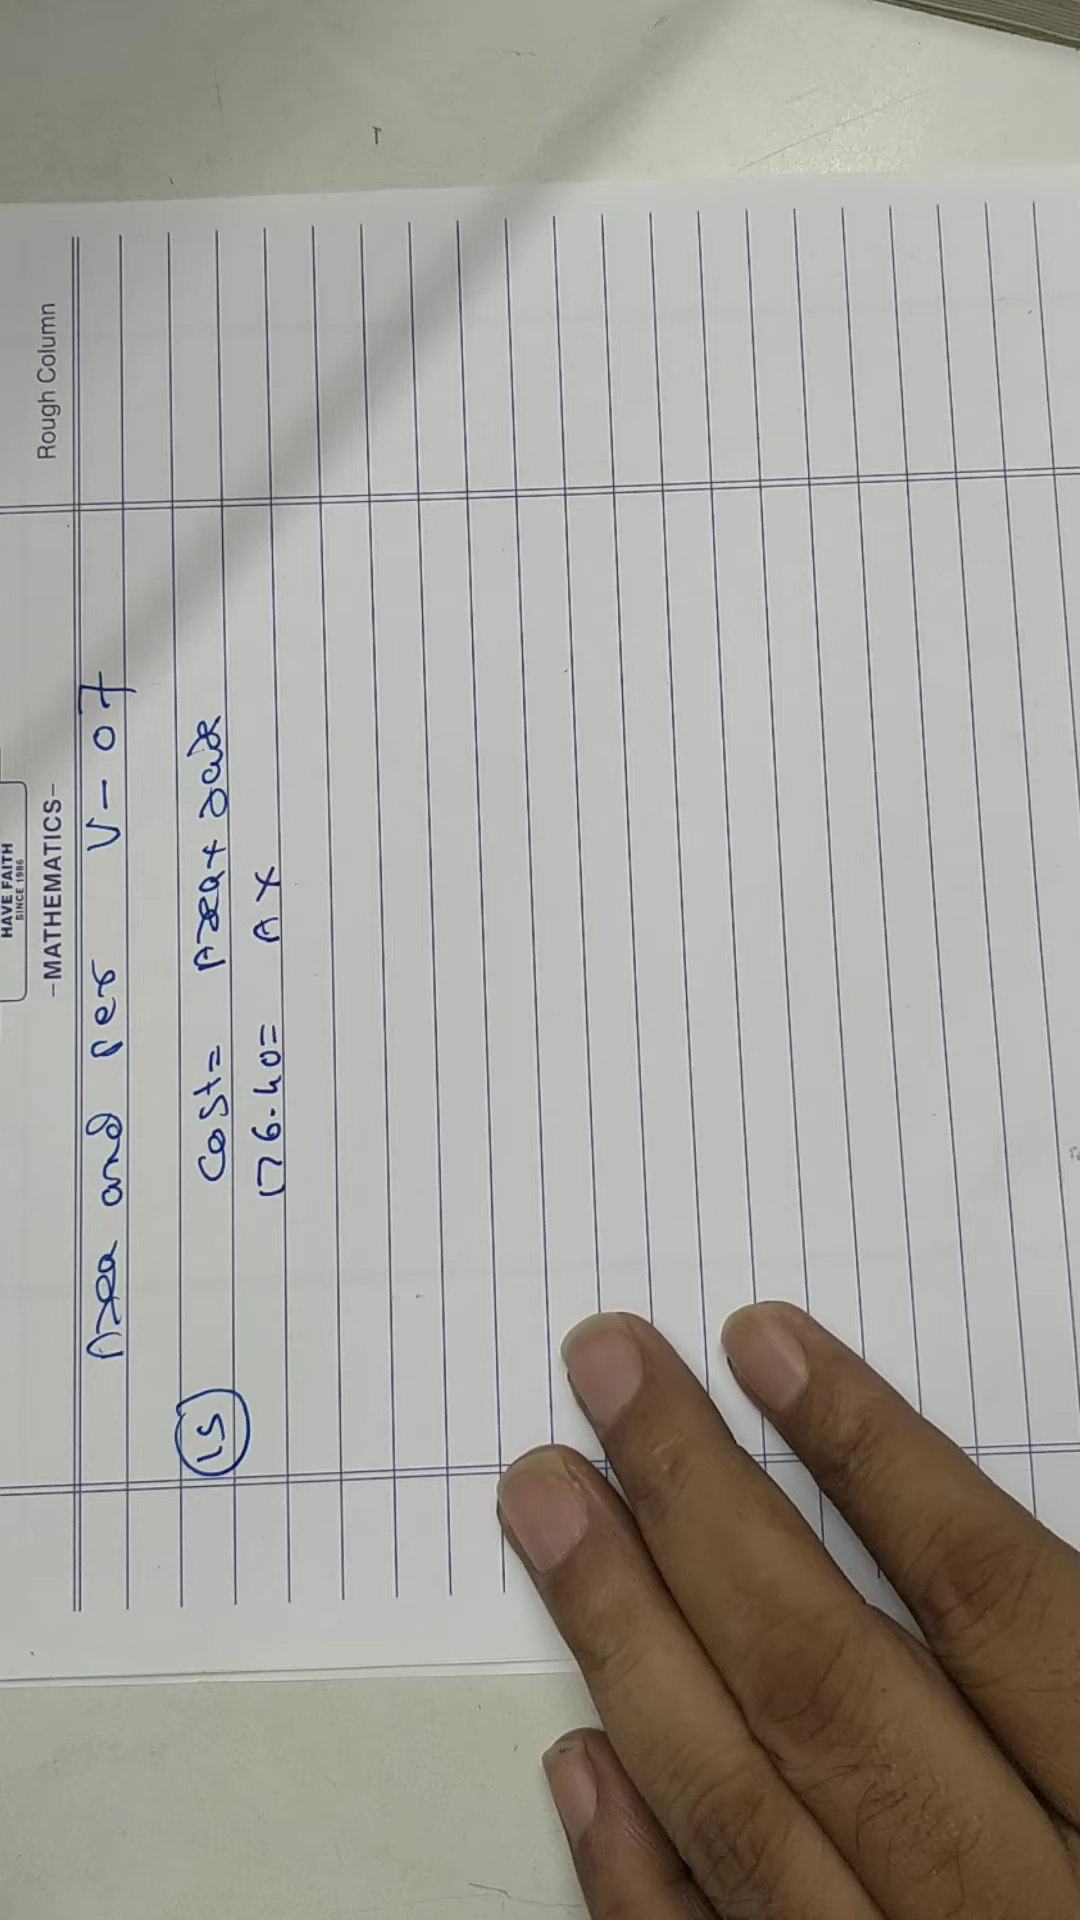 HAVE FAITH
SINCE 1986
-MATHEMATICS-
Rough Column
Area and per V-07
15
Cost = Area x rate
176.40 = A x